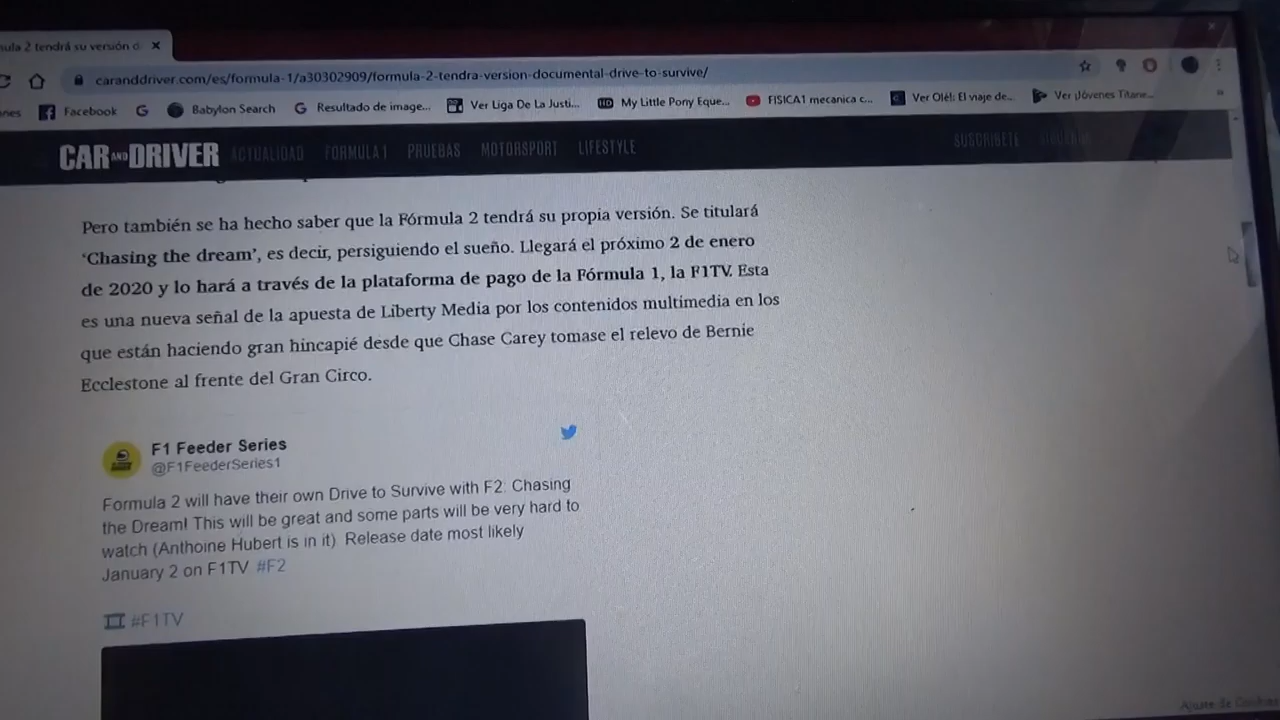 mula 2 tendrá su versión d
caranddriver.com/es/formula-1/a30302909/formula-2-tendra-version-documental-drive-to-survive/
nes Facebook Babylon Search Resultado de image... Ver Liga De La Justi... My Little Pony Eque... FISICA1 mecanica c... Ver Olé!: El viaje de... Ver ¡Jóvenes Titane...
CAR AND DRIVER ACTUALIDAD FORMULA 1 PRUEBAS MOTORSPORT LIFESTYLE SUSCRIBETE
Pero también se ha hecho saber que la Fórmula 2 tendrá su propia versión. Se titulará
‘Chasing the dream’, es decir, persiguiendo el sueño. Llegará el próximo 2 de enero
de 2020 y lo hará a través de la plataforma de pago de la Fórmula 1, la F1TV. Esta
es una nueva señal de la apuesta de Liberty Media por los contenidos multimedia en los
que están haciendo gran hincapié desde que Chase Carey tomase el relevo de Bernie
Ecclestone al frente del Gran Circo.
F1 Feeder Series
@F1FeederSeries1
Formula 2 will have their own Drive to Survive with F2: Chasing
the Dream! This will be great and some parts will be very hard to
watch (Anthoine Hubert is in it) Release date most likely
January 2 on F1TV #F2
#F1TV
Ajuste de Cookies